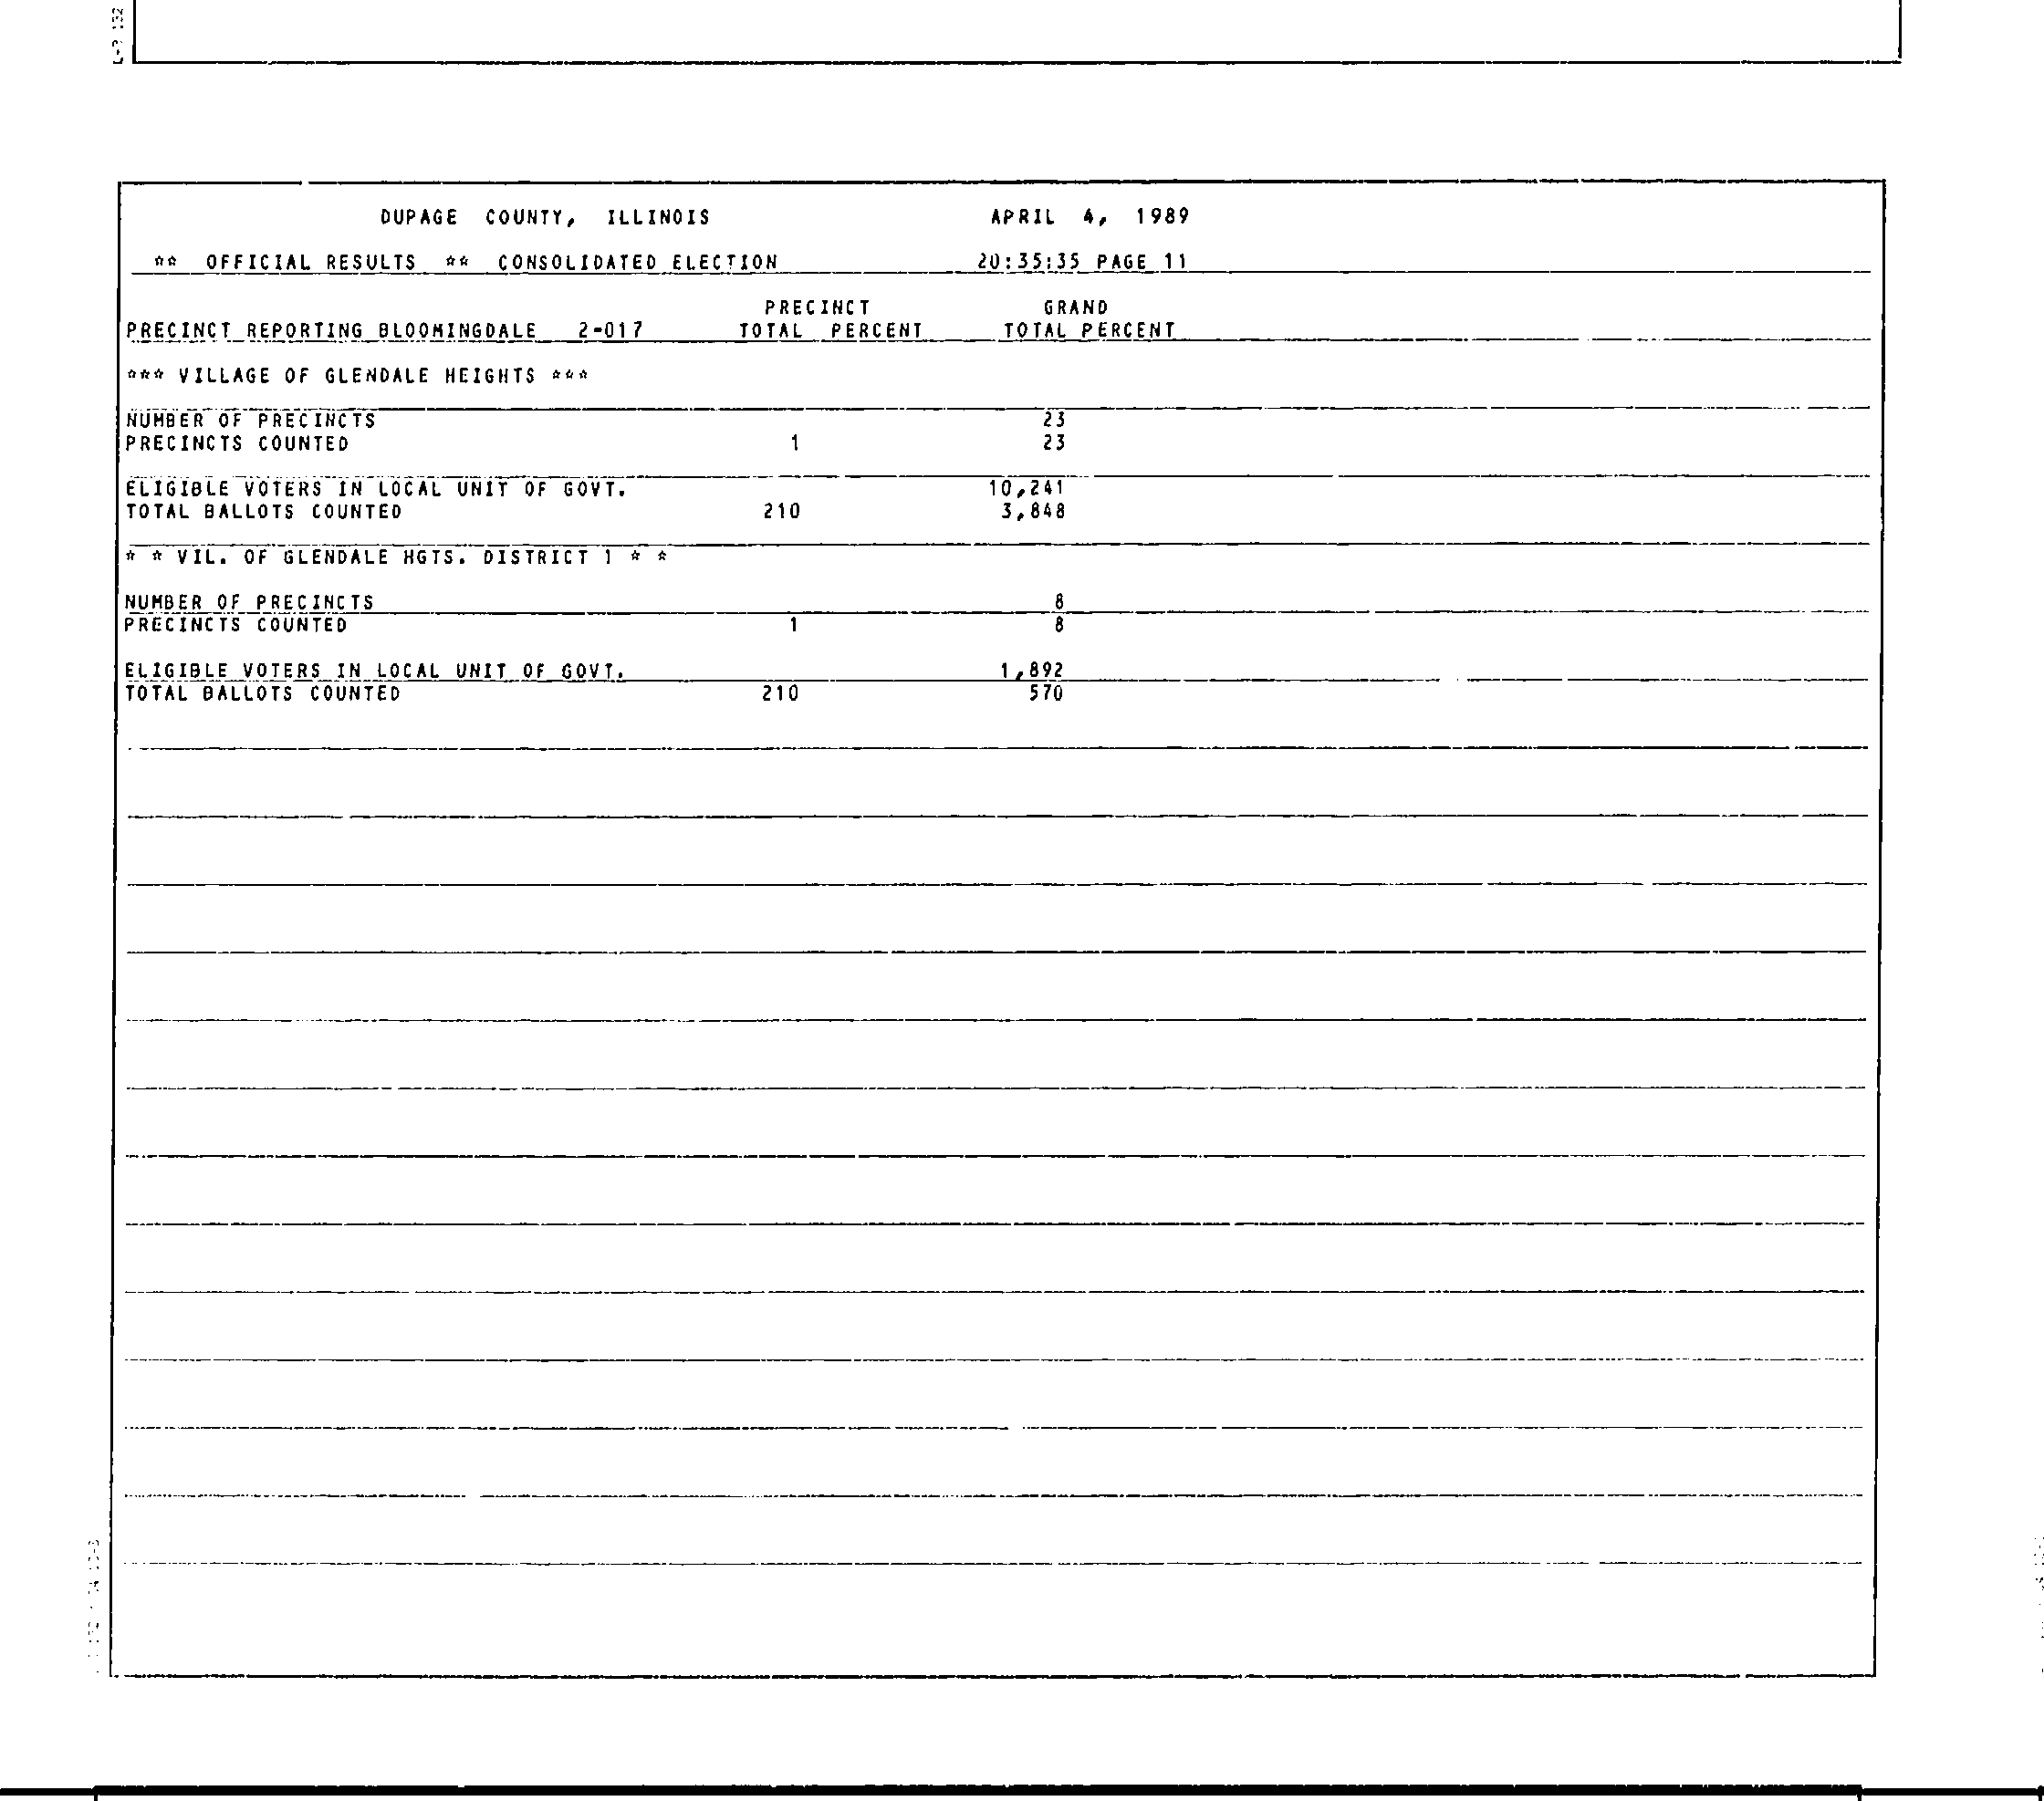 DUPAGE COUNTY, ILLINOIS APRIL 4, 1989
** OFFICIAL RESULTS ** CONSOLIDATED ELECTION 20:35:35 PAGE 11
PRECINCT GRAND
PRECINCT REPORTING BLOOMINGDALE 2-017 TOTAL PERCENT TOTAL PERCENT
*** VILLAGE OF GLENDALE HEIGHTS ***
NUMBER OF PRECINCTS 23
PRECINCTS COUNTED 1 23
ELIGIBLE VOTERS IN LOCAL UNIT OF GOVT. 10,241
TOTAL BALLOTS COUNTED 210 3,848
* * VIL. OF GLENDALE HGTS. DISTRICT 1 * *
NUMBER OF PRECINCTS 8
PRECINCTS COUNTED 1 8
ELIGIBLE VOTERS IN LOCAL UNIT OF GOVT. 1,892
TOTAL BALLOTS COUNTED 210 570